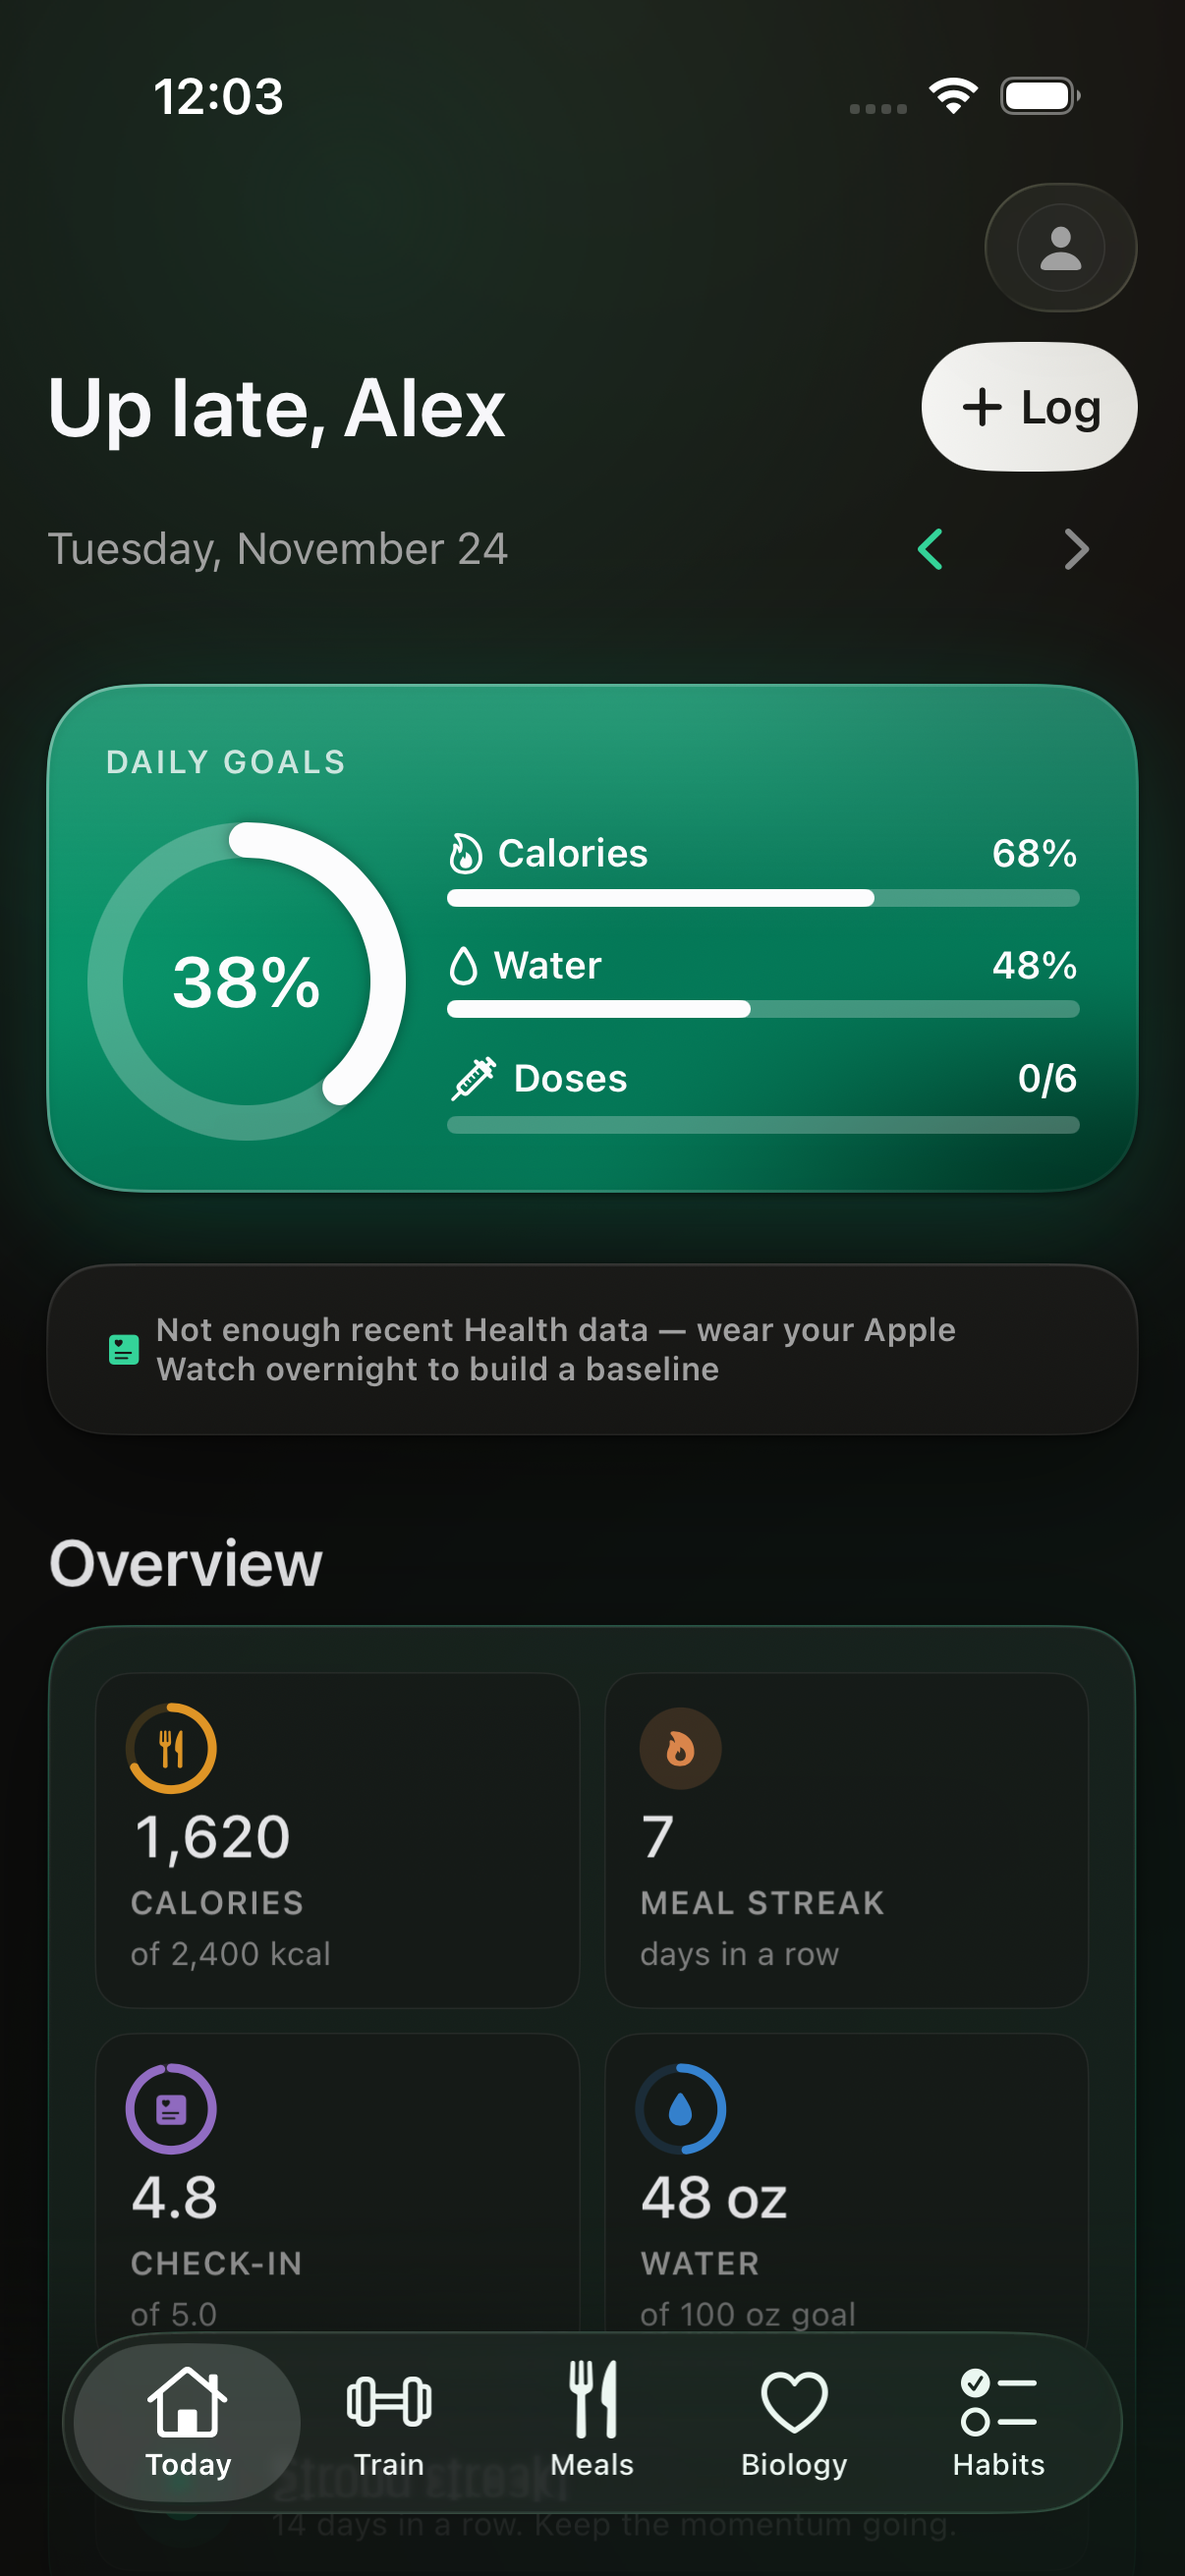 12:03
Up late, Alex
+ Log
Tuesday, November 24
DAILY GOALS
38%
Calories 68%
Water 48%
Doses 0/6
Not enough recent Health data — wear your Apple
Watch overnight to build a baseline
Overview
1,620
CALORIES
of 2,400 kcal
7
MEAL STREAK
days in a row
4.8
CHECK-IN
of 5.0
48 oz
WATER
of 100 oz goal
Today
Train
Meals
Biology
Habits
14 days in a row. Keep the momentum going.